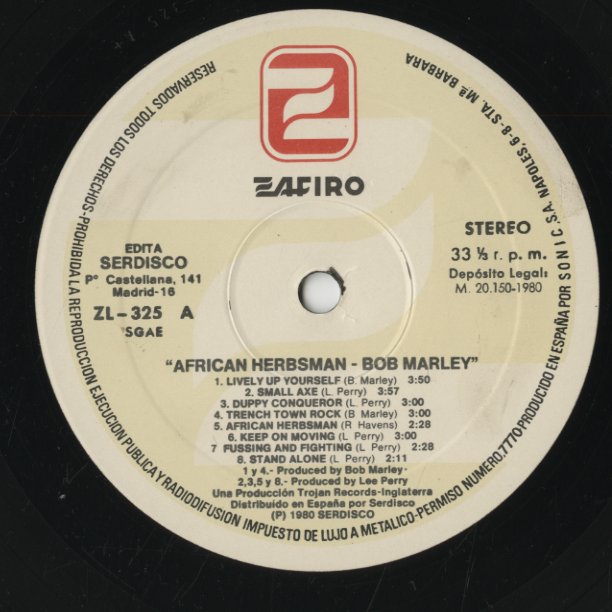 ZAFIRO
STEREO
33 ⅓ r. p. m.
Depósito Legal:
M. 20.150-1980
EDITA
SERDISCO
Pº Castellana, 141
Madrid-16
ZL-325 A
SGAE
"AFRICAN HERBSMAN - BOB MARLEY"
1. LIVELY UP YOURSELF (B. Marley) 3:50
2. SMALL AXE (L. Perry) 3:57
3. DUPPY CONQUEROR (L. Perry) 3:00
4. TRENCH TOWN ROCK (B Marley) 3:00
5. AFRICAN HERBSMAN (R Havens) 2:28
6. KEEP ON MOVING (L. Perry) 3:00
7 FUSSING AND FIGHTING (L Perry) 2:28
8. STAND ALONE (L. Perry) 2:11
1 y 4.- Produced by Bob Marley-
2,3,5 y 8.- Produced by Lee Perry
Una Producción Trojan Records-Inglaterra
Distribuido en España por Serdisco
(P) 1980 SERDISCO
RESERVADOS TODOS LOS DERECHOS-PROHIBIDA LA REPRODUCCION EJECUCION PUBLICA Y RADIODIFUSION IMPUESTO DE LUJO A METALICO-PERMISO NUMERO.7770 PRODUCIDO EN ESPAÑA POR SONIC, S.A. NAPOLES, 6-8-STA. Mª BARBARA